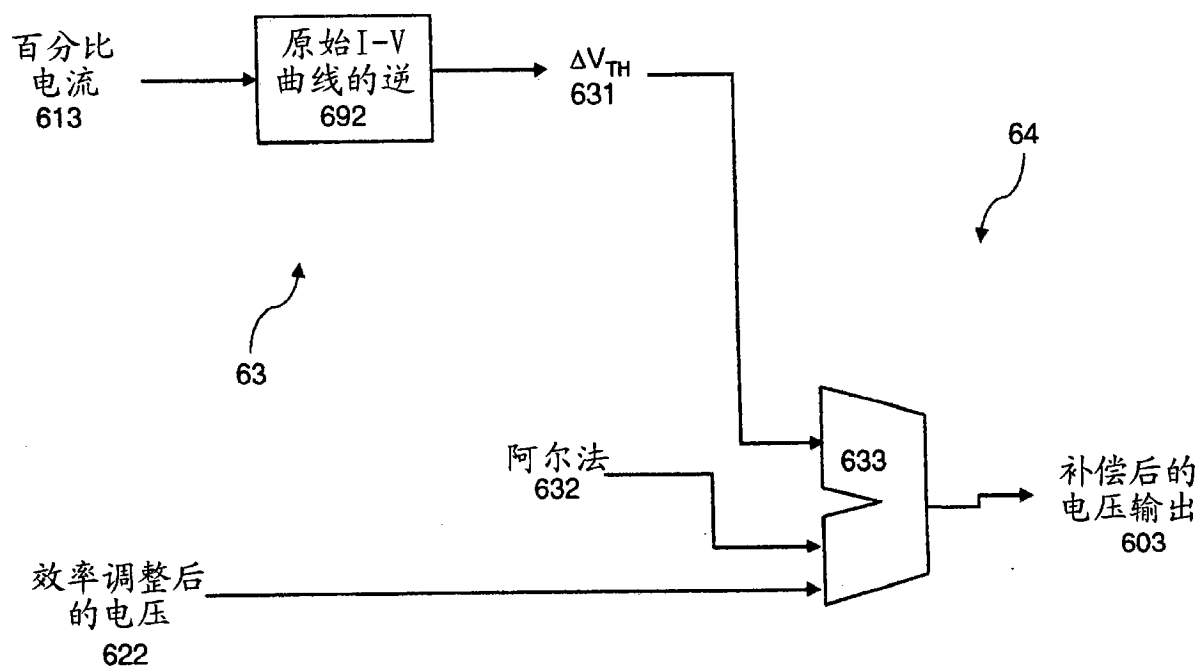 百分比
电流
613
原始I-V
曲线的逆
692
ΔVTH
631
64
63
阿尔法
632
633
补偿后的
电压输出
603
效率调整后
的电压
622